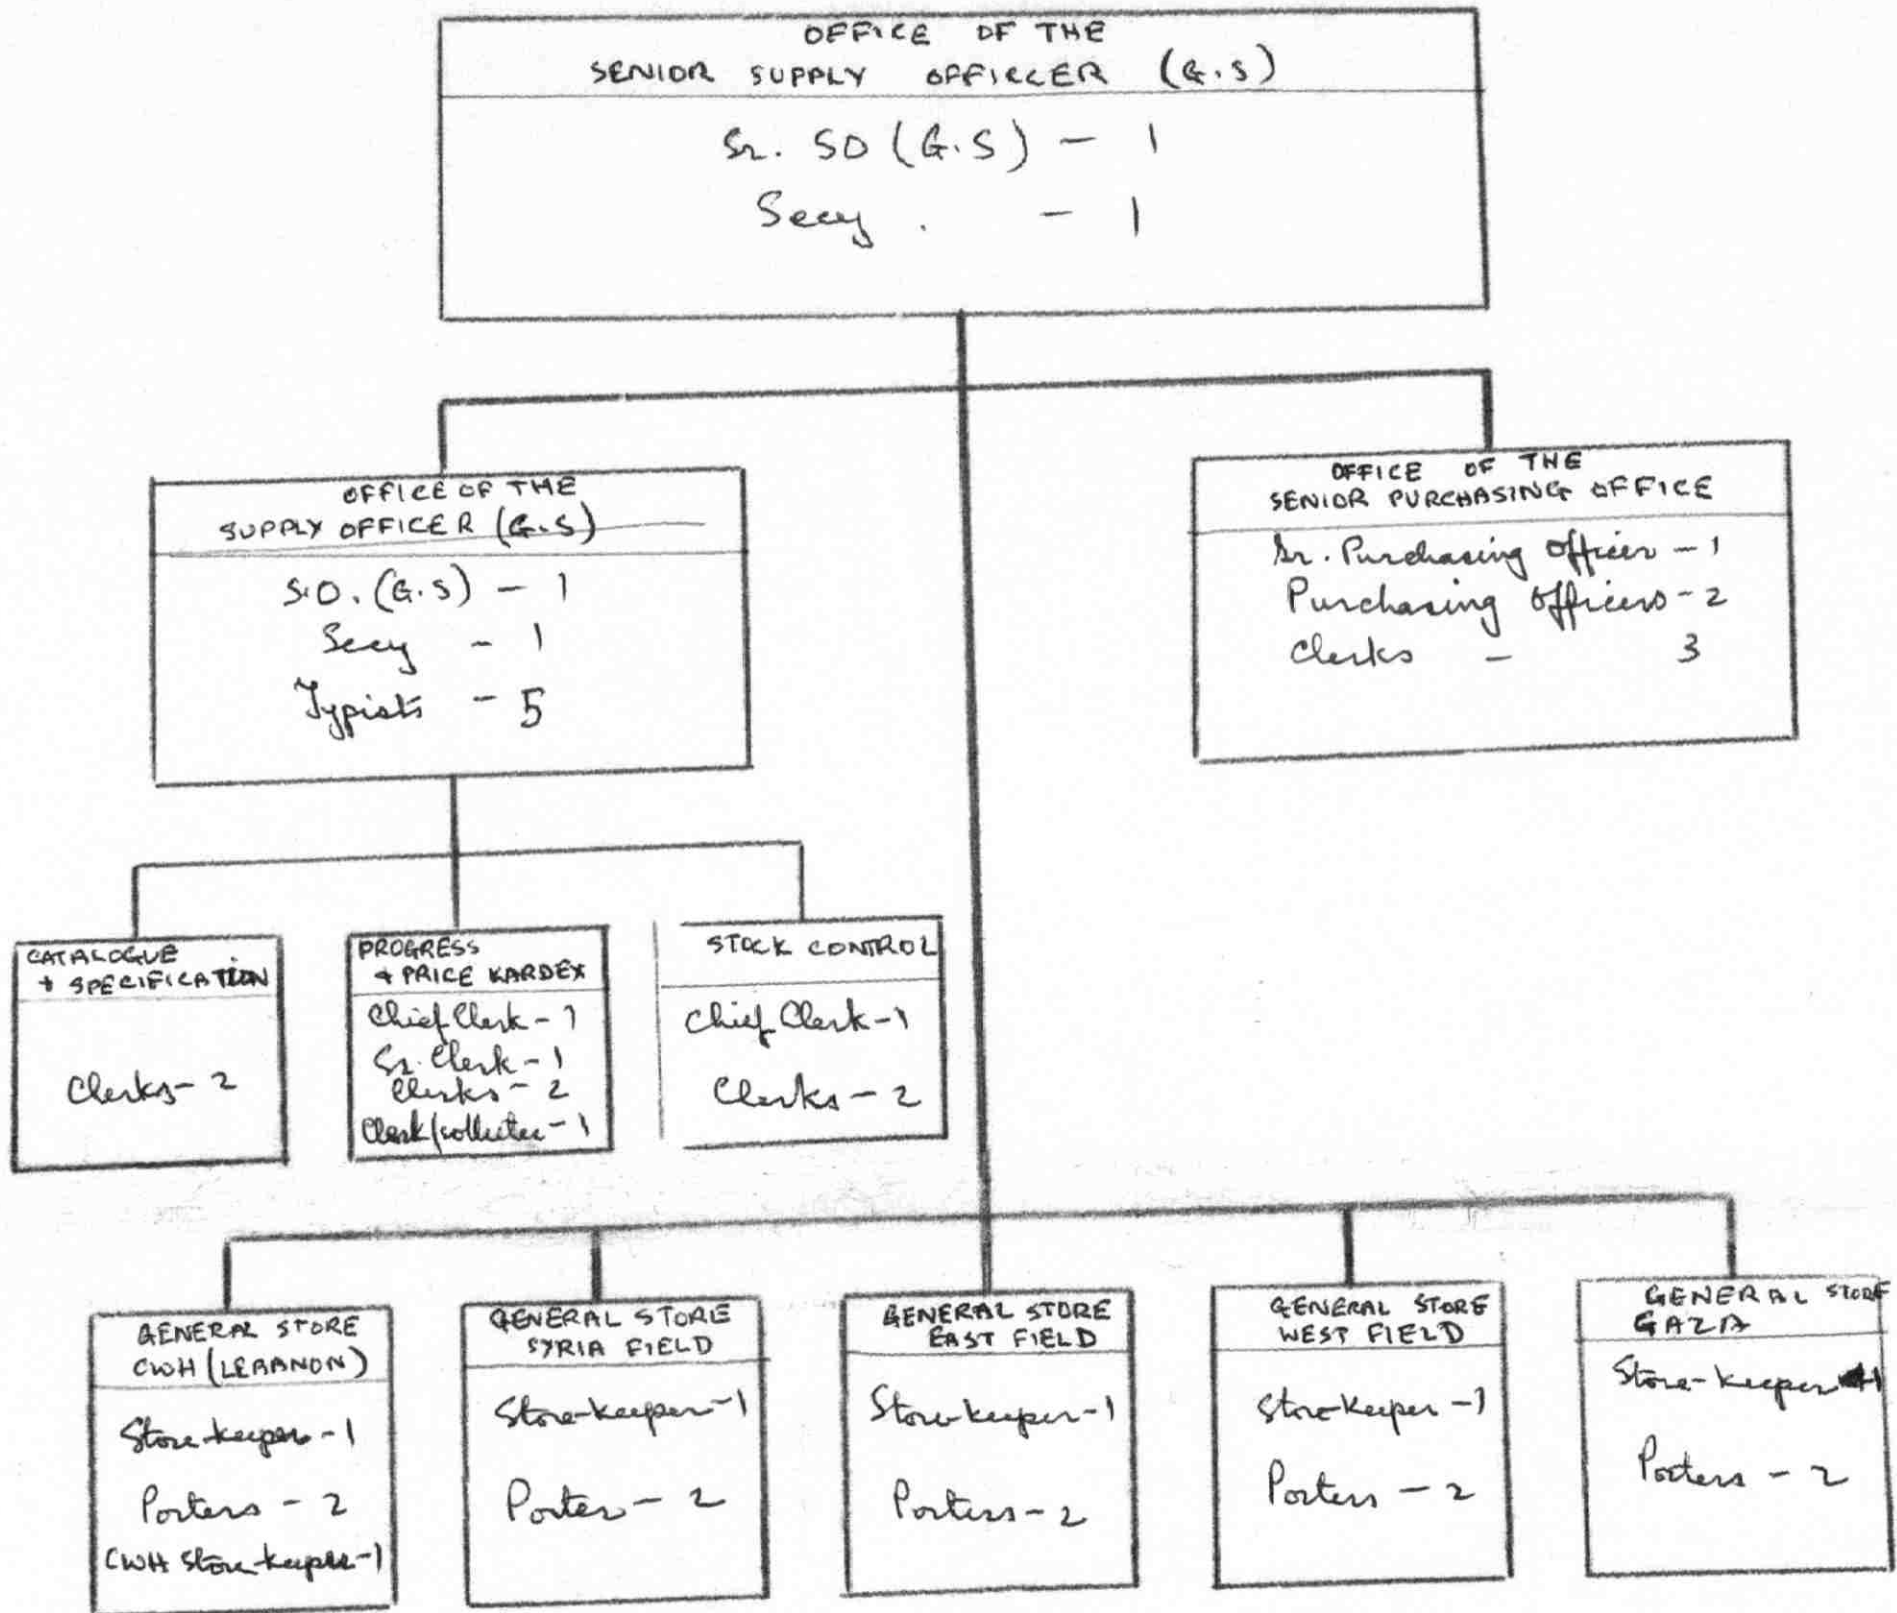 OFFICE OF THE
SENIOR SUPPLY OFFICCER (G.S)
Sr. SO (G.S) - 1
Secy. - 1
OFFICE OF THE
SUPPLY OFFICER (G.S)
S.O. (G.S) - 1
Secy - 1
Typists - 5
OFFICE OF THE
SENIOR PURCHASING OFFICE
Sr. Purchasing Officer - 1
Purchasing Officers - 2
Clerks - 3
CATALOGUE
+ SPECIFICATION
Clerks - 2
PROGRESS
+ PRICE KARDEX
Chief Clerk - 1
Sr. Clerk - 1
Clerks - 2
Clerk/collecter - 1
STOCK CONTROL
Chief Clerk - 1
Clerks - 2
GENERAL STORE
CWH (LEBANON)
Store-keeper - 1
Porters - 2
CWH Store-keeper - 1
GENERAL STORE
SYRIA FIELD
Store-keeper - 1
Porter - 2
GENERAL STORE
EAST FIELD
Store-keeper - 1
Porters - 2
GENERAL STORE
WEST FIELD
Store-keeper - 1
Porters - 2
GENERAL STORE
GAZA
Store-keeper - 1
Porters - 2